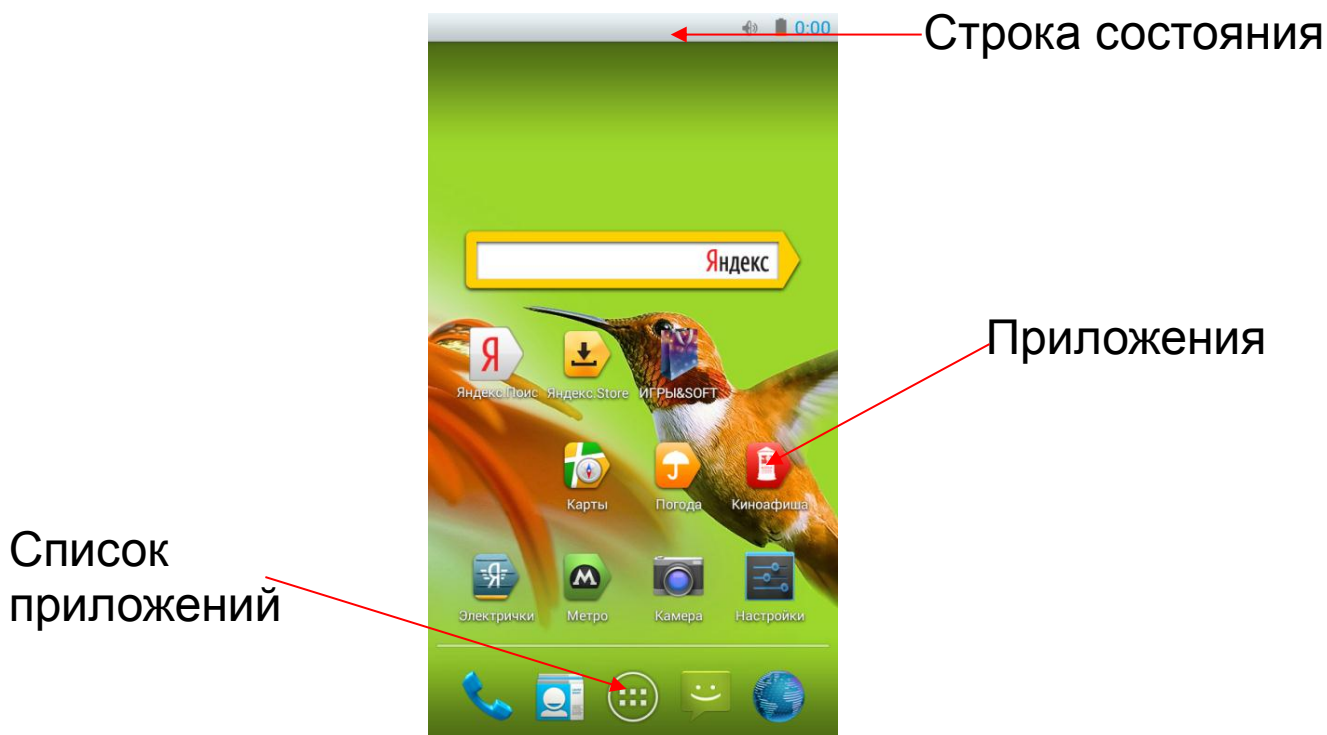 0:00
Строка состояния
Яндекс
Приложения
Я
Яндекс.Поис Яндекс.Store ИГРЫ&SOFT
Карты Погода Киноафиша
Список
приложений
Я
М
Электрички Метро Камера Настройки